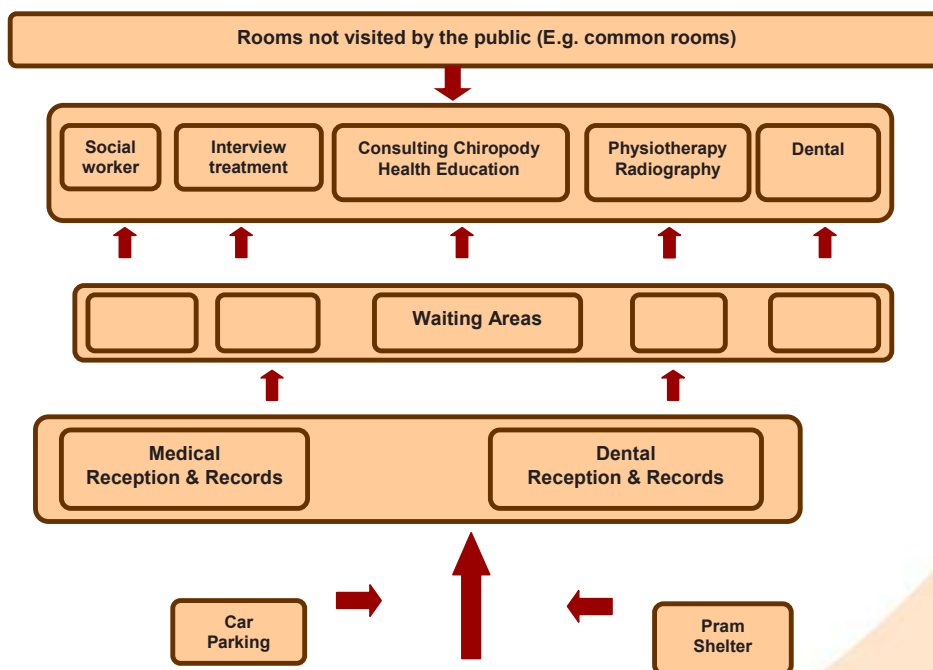 Rooms not visited by the public (E.g. common rooms)
Social
worker
Interview
treatment
Consulting Chiropody
Health Education
Physiotherapy
Radiography
Dental
Waiting Areas
Medical
Reception & Records
Dental
Reception & Records
Car
Parking
Pram
Shelter